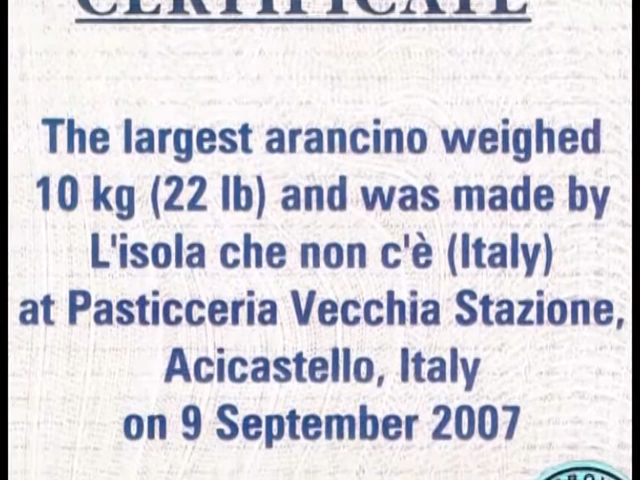 CERTIFICATE
The largest arancino weighed
10 kg (22 lb) and was made by
L'isola che non c'è (Italy)
at Pasticceria Vecchia Stazione,
Acicastello, Italy
on 9 September 2007